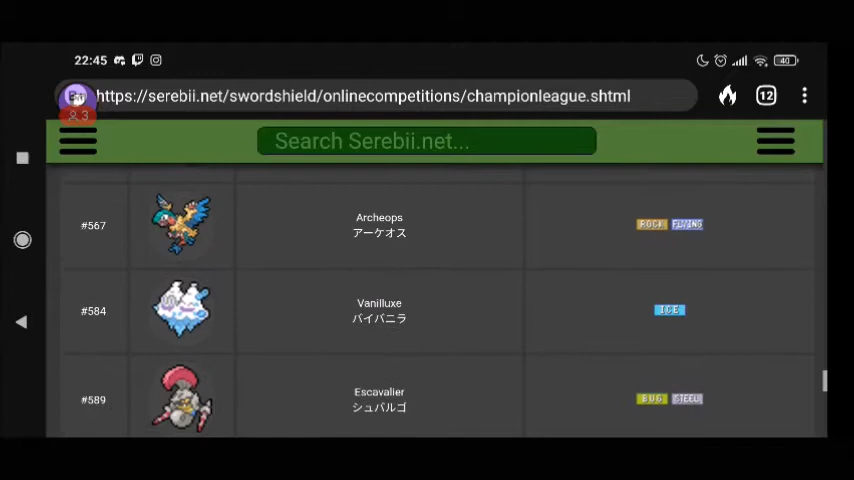 22:45
40
https://serebii.net/swordshield/onlinecompetitions/championleague.shtml
12
3
Search Serebii.net...
#567
Archeops
アーケオス
ROCK FLYING
#584
Vanilluxe
バイバニラ
ICE
#589
Escavalier
シュバルゴ
BUG STEEL